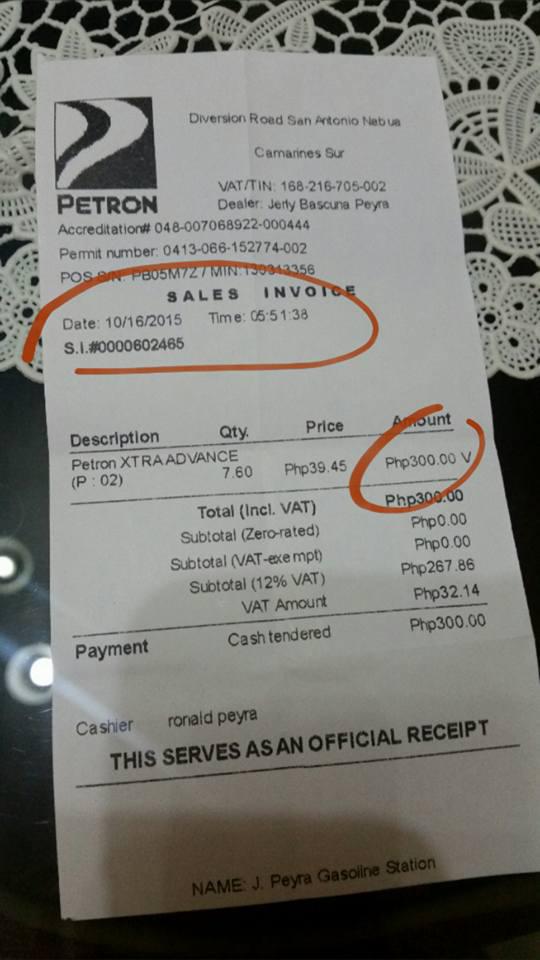 Diversion Road San Antonio Nabua
Camarines Sur
VAT/TIN: 168-216-705-002
PETRON
Dealer: Jerly Bascuna Peyra
Accreditation# 048-007068922-000444
Permit number: 0413-066-152774-002
POS S/N: PB05M7Z / MIN:130313356
SALES INVOICE
Date: 10/16/2015 Time: 05:51:38
S.I.#0000602465
Description Qty. Price Amount
Petron XTRA ADVANCE
(P : 02) 7.60 Php39.45 Php300.00 V
Total (Incl. VAT) Php300.00
Subtotal (Zero-rated) Php0.00
Subtotal (VAT-exempt) Php0.00
Subtotal (12% VAT) Php267.86
VAT Amount Php32.14
Payment Cash tendered Php300.00
Cashier ronald peyra
THIS SERVES AS AN OFFICIAL RECEIPT
NAME: J. Peyra Gasoline Station